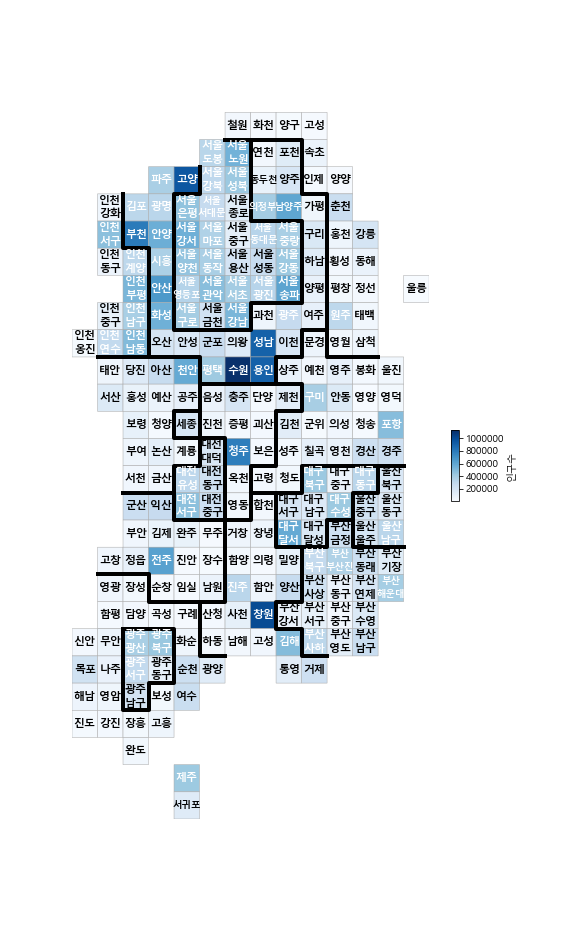 철원 화천 양구 고성
서울 도봉 서울 노원 연천 포천 속초
파주 고양 서울 강북 서울 성북 동두천 양주 인제 양양
인천 강화 김포 광명 서울 은평 서울 서대문 서울 종로 의정부 남양주 가평 춘천
인천 서구 부천 안양 서울 강서 서울 마포 서울 중구 서울 동대문 서울 중랑 구리 홍천 강릉
인천 동구 인천 계양 시흥 서울 양천 서울 동작 서울 용산 서울 성동 서울 강동 하남 횡성 동해
인천 부평 안산 서울 영등포 서울 관악 서울 서초 서울 광진 서울 송파 양평 평창 정선 울릉
인천 중구 인천 남구 화성 서울 구로 서울 금천 서울 강남 과천 광주 여주 원주 태백
인천 옹진 인천 연수 인천 남동 오산 안성 군포 의왕 성남 이천 문경 영월 삼척
태안 당진 아산 천안 평택 수원 용인 상주 예천 영주 봉화 울진
서산 홍성 예산 공주 음성 충주 단양 제천 구미 안동 영양 영덕
보령 청양 세종 진천 증평 괴산 김천 군위 의성 청송 포항
부여 논산 계룡 대전 대덕 청주 보은 성주 칠곡 영천 경산 경주
서천 금산 대전 유성 대전 동구 옥천 고령 청도 대구 북구 대구 중구 대구 동구 울산 북구
군산 익산 대전 서구 대전 중구 영동 합천 대구 서구 대구 남구 대구 수성 울산 중구 울산 동구
부안 김제 완주 무주 거창 창녕 대구 달서 대구 달성 부산 금정 울산 울주 울산 남구
고창 정읍 전주 진안 장수 함양 의령 밀양 부산 북구 부산 부산진 부산 동래 부산 기장
영광 장성 순창 임실 남원 진주 함안 양산 부산 사상 부산 동구 부산 연제 부산 해운대
함평 담양 곡성 구례 산청 사천 창원 부산 강서 부산 서구 부산 중구 부산 수영
신안 무안 광주 광산 광주 북구 화순 하동 남해 고성 김해 부산 사하 부산 영도 부산 남구
목포 나주 광주 서구 광주 동구 순천 광양 통영 거제
해남 영암 광주 남구 보성 여수
진도 강진 장흥 고흥
완도
제주
서귀포
1000000
800000
600000
400000
200000
인구수